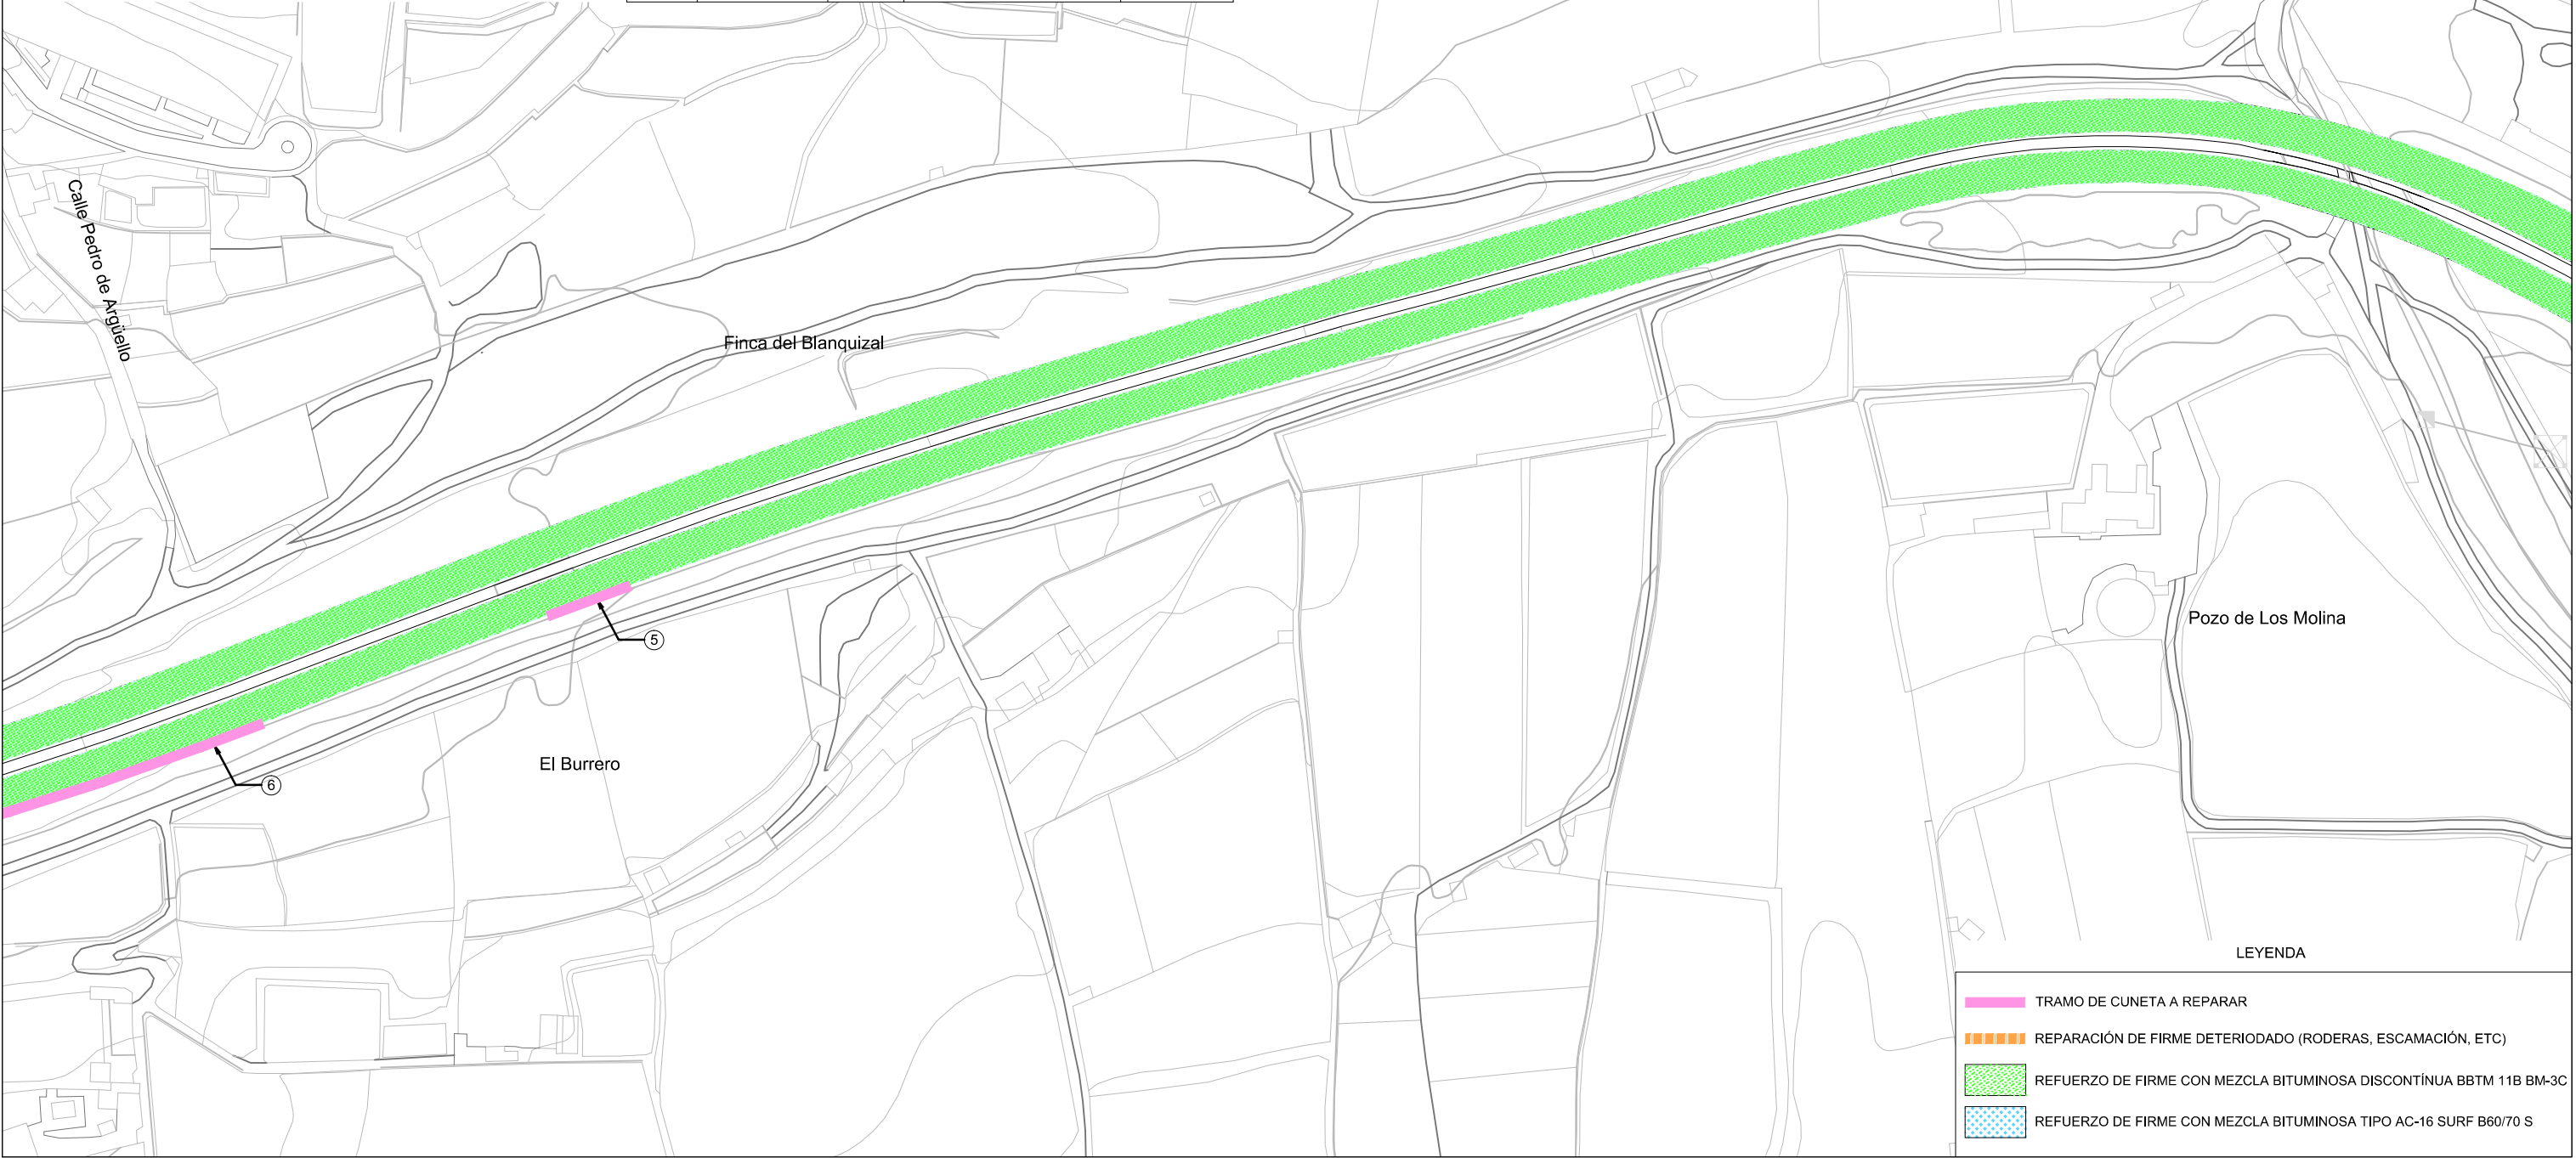 Calle Pedro de Argüello
Finca del Blanquizal
5
Pozo de Los Molina
El Burrero
6
LEYENDA
TRAMO DE CUNETA A REPARAR
REPARACIÓN DE FIRME DETERIODADO (RODERAS, ESCAMACIÓN, ETC)
REFUERZO DE FIRME CON MEZCLA BITUMINOSA DISCONTÍNUA BBTM 11B BM-3C
REFUERZO DE FIRME CON MEZCLA BITUMINOSA TIPO AC-16 SURF B60/70 S